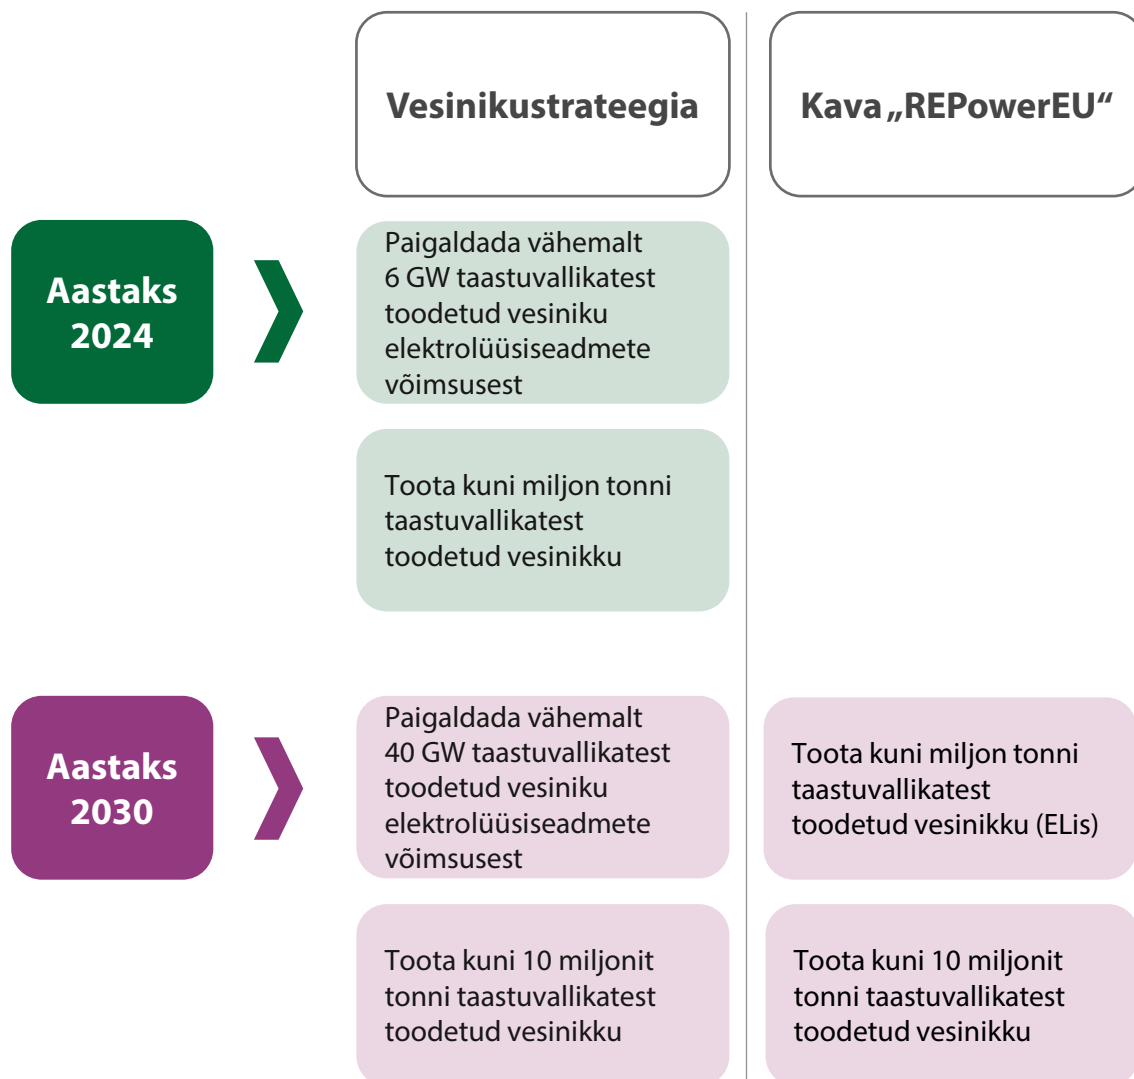 Vesinikustrateegia
Kava „REPowerEU“
Aastaks
2024
Paigaldada vähemalt
6 GW taastuvallikatest
toodetud vesiniku
elektrolüüsiseadmete
võimsusest
Toota kuni miljon tonni
taastuvallikatest
toodetud vesinikku
Aastaks
2030
Paigaldada vähemalt
40 GW taastuvallikatest
toodetud vesiniku
elektrolüüsiseadmete
võimsusest
Toota kuni miljon tonni
taastuvallikatest
toodetud vesinikku (ELis)
Toota kuni 10 miljonit
tonni taastuvallikatest
toodetud vesinikku
Toota kuni 10 miljonit
tonni taastuvallikatest
toodetud vesinikku